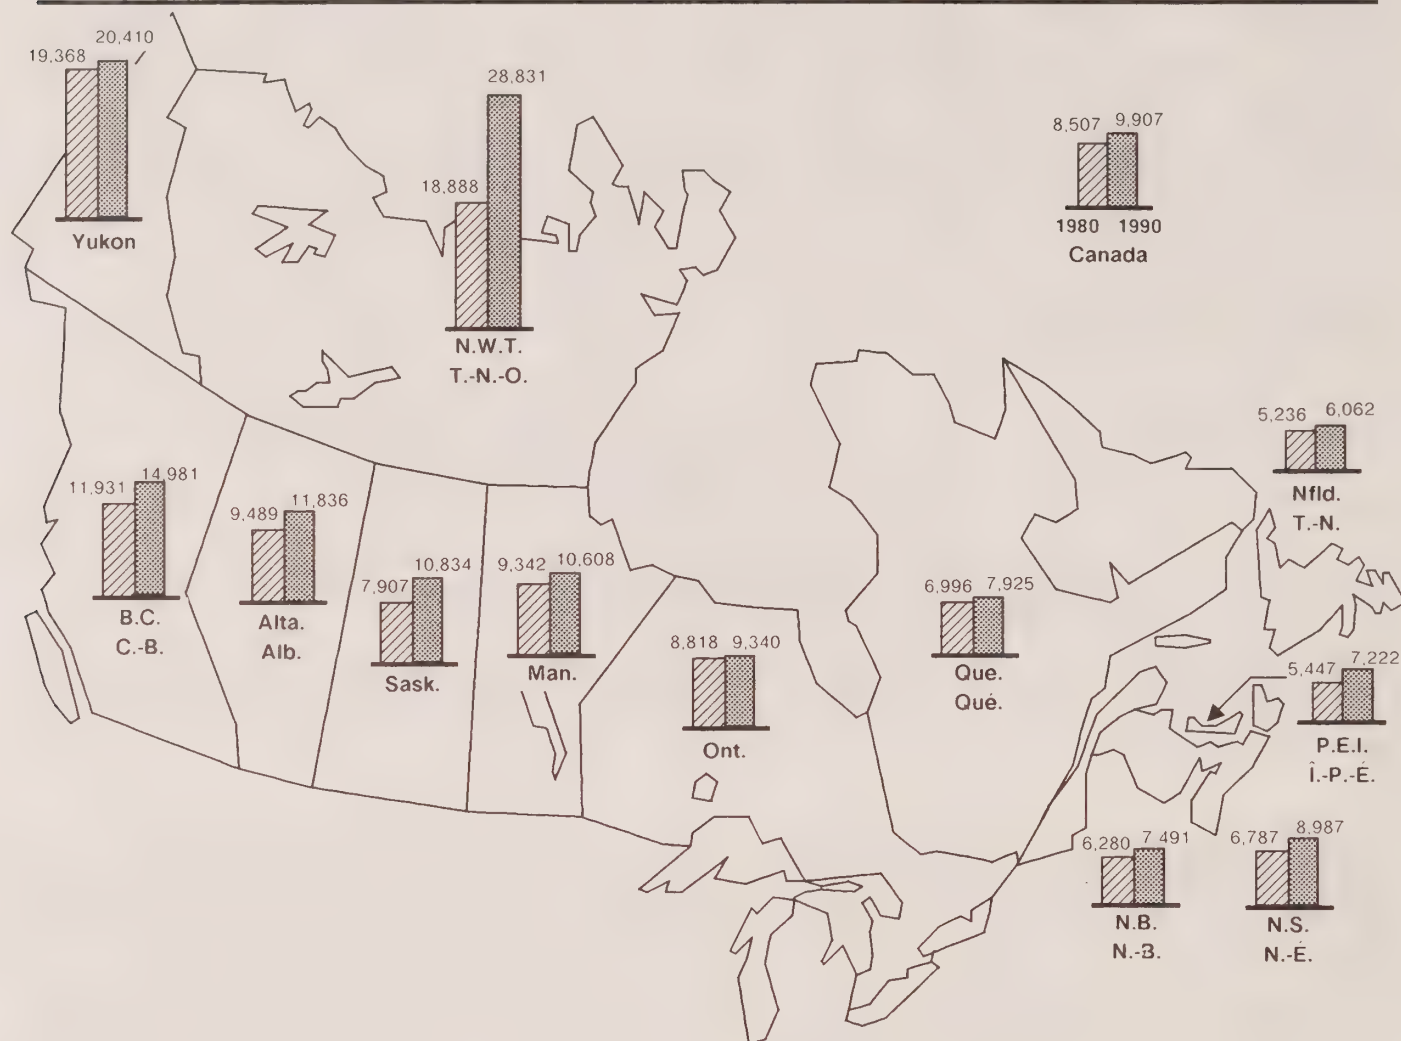 19,368 20,410
Yukon
18,888 28,831
N.W.T.
T.-N.-O.
8,507 9,907
1980 1990
Canada
5,236 6,062
Nfld.
T.-N.
11,931 14,981
B.C.
C.-B.
9,489 11,836
Alta.
Alb.
7,907 10,834
Sask.
9,342 10,608
Man.
8,818 9,340
Ont.
6,996 7,925
Que.
Qué.
5,447 7,222
P.E.I.
Î.-P.-É.
6,280 7,491
N.B.
N.-B.
6,787 8,987
N.S.
N.-É.